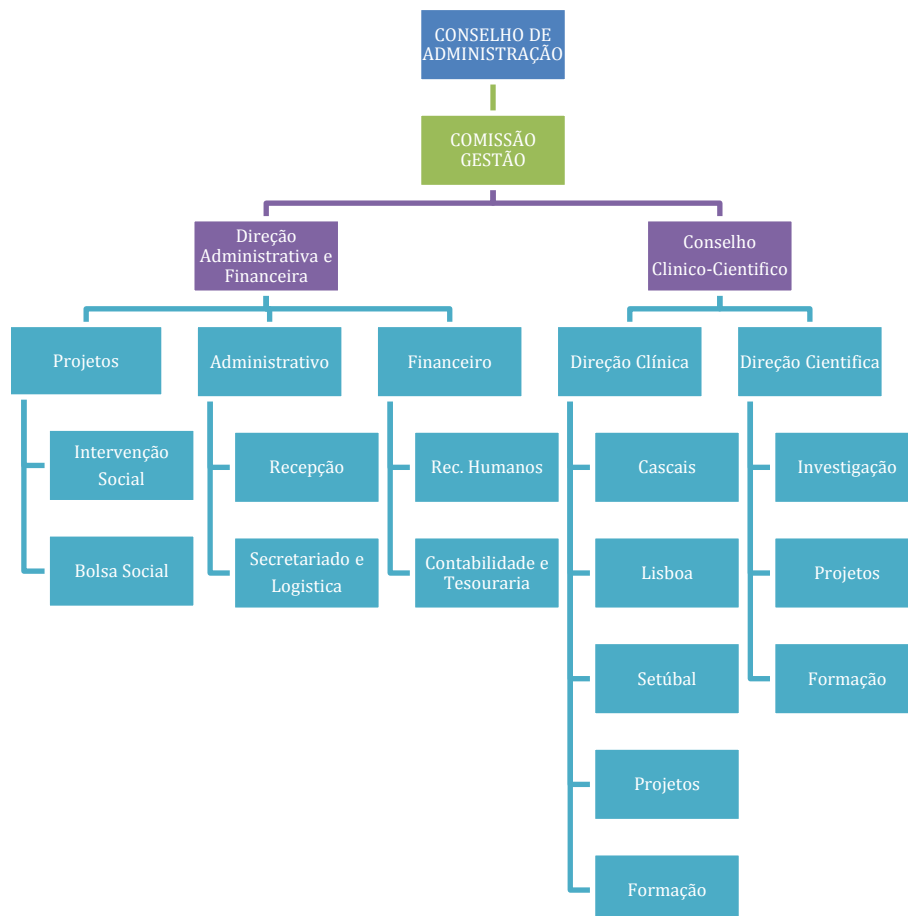 CONSELHO DE
ADMINISTRAÇÃO
COMISSÃO
GESTÃO
Direção
Administrativa e
Financeira
Conselho
Clinico-Cientifico
Projetos
Administrativo
Financeiro
Direção Clínica
Direção Cientifica
Intervenção
Social
Recepção
Rec. Humanos
Cascais
Investigação
Bolsa Social
Secretariado e
Logistica
Contabilidade e
Tesouraria
Lisboa
Projetos
Setúbal
Formação
Projetos
Formação